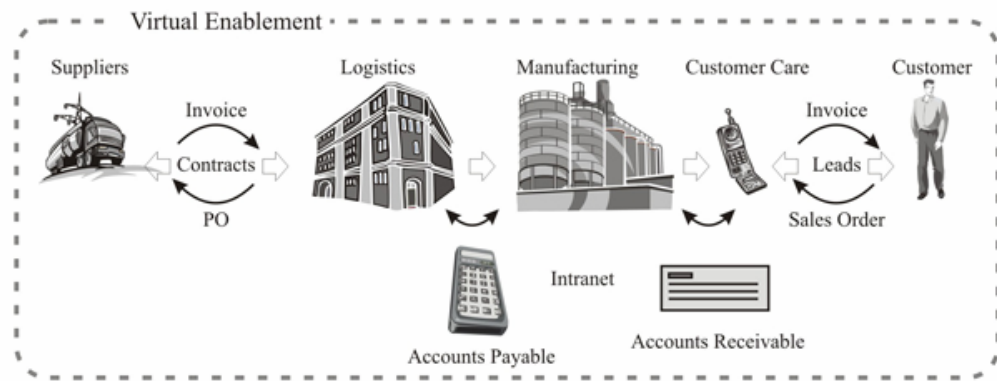 Virtual Enablement
Suppliers
Logistics
Manufacturing
Customer Care
Customer
Invoice
Contracts
PO
Invoice
Leads
Sales Order
Intranet
Accounts Payable
Accounts Receivable